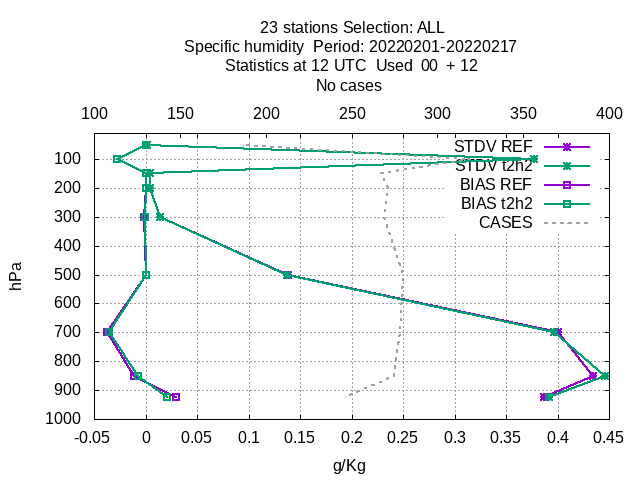 23 stations Selection: ALL
Specific humidity  Period: 20220201-20220217
Statistics at 12 UTC  Used  00  + 12
No cases
100 150 200 250 300 350 400
STDV REF
100
STDV t2h2
200
BIAS REF
BIAS t2h2
300
CASES
400
hPa
500
600
700
800
900
1000
-0.05 0 0.05 0.1 0.15 0.2 0.25 0.3 0.35 0.4 0.45
g/Kg